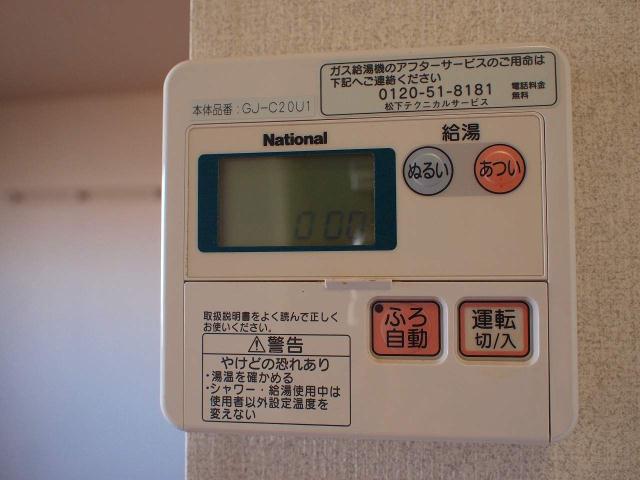 ガス給湯機のアフターサービスのご用命は
下記へご連絡ください
0120-51-8181 電話料金無料
松下テクニカルサービス
本体品番：GJ-C20U1
National
給湯
ぬるい
あつい
0 00
取扱説明書をよく読んで正しく
お使いください。
警告
やけどの恐れあり
・湯温を確かめる
・シャワー・給湯使用中は
使用者以外設定温度を
変えない
ふろ
自動
運転
切/入